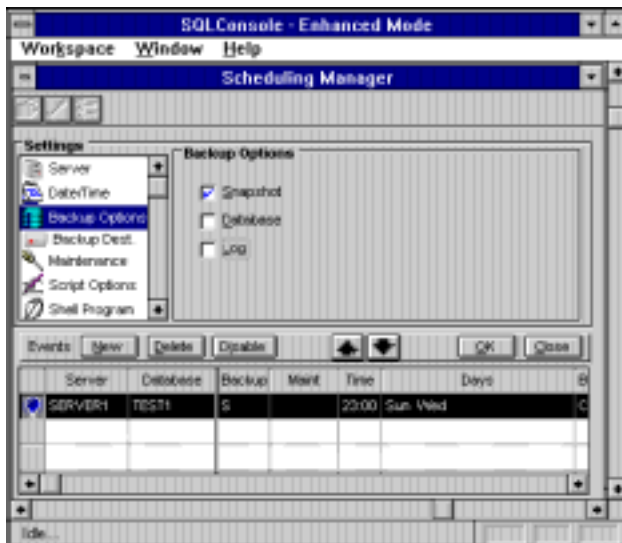 SQLConsole - Enhanced Mode
Workspace Window Help
Scheduling Manager
Settings
Server
Date/Time
Backup Options
Backup Dest.
Maintenance
Script Options
Shell Program
Backup Options
Snapshot
Database
Log
Events New Delete Disable OK Close
Server Database Backup Maint Time Days B
SERVER1 TEST1 S 23:00 Sun Wed C
Idle...